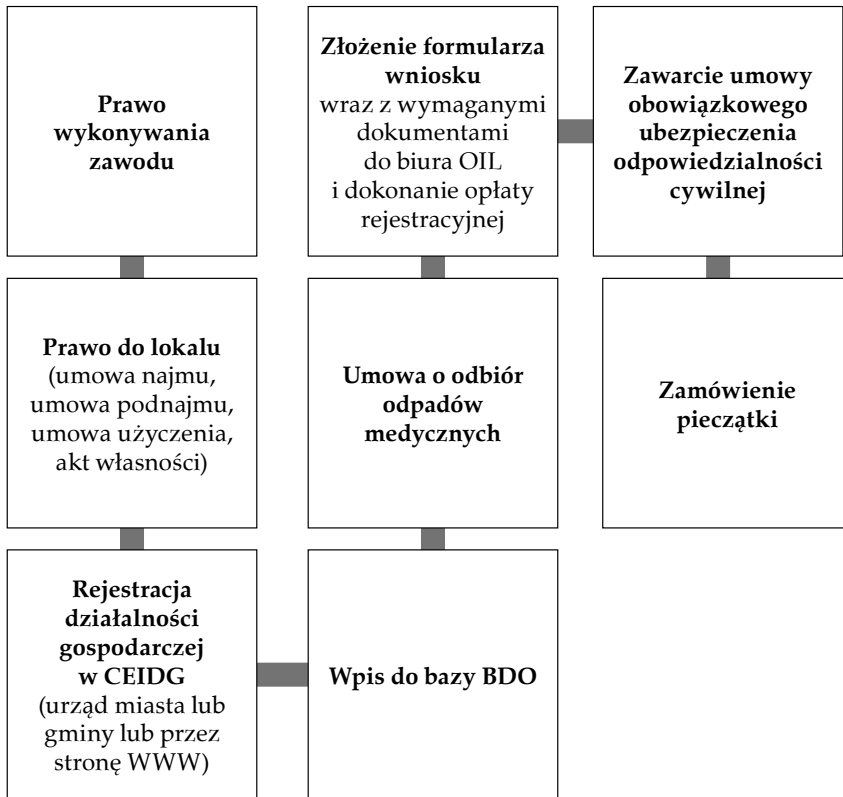 Prawo
wykonywania
zawodu
Prawo do lokalu
(umowa najmu,
umowa podnajmu,
umowa użyczenia,
akt własności)
Rejestracja
działalności
gospodarczej
w CEIDG
(urząd miasta lub
gminy lub przez
stronę WWW)
Wpis do bazy BDO
Umowa o odbiór
odpadów
medycznych
Złożenie formularza
wniosku
wraz z wymaganymi
dokumentami
do biura OIL
i dokonanie opłaty
rejestracyjnej
Zawarcie umowy
obowiązkowego
ubezpieczenia
odpowiedzialności
cywilnej
Zamówienie
pieczątki